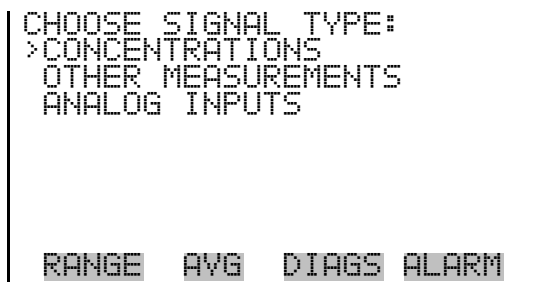 CHOOSE SIGNAL TYPE:
>CONCENTRATIONS
OTHER MEASUREMENTS
ANALOG INPUTS
RANGE AVG DIAGS ALARM